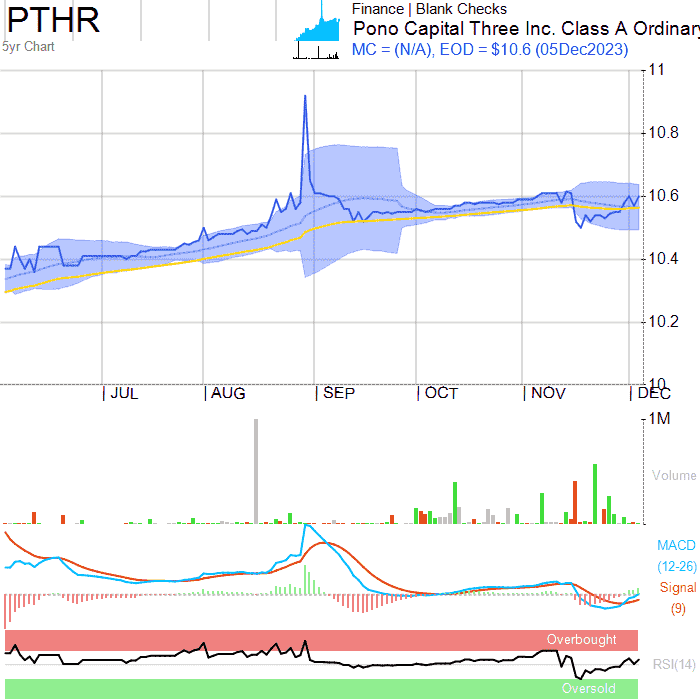 PTHR
5yr Chart
Finance | Blank Checks
Pono Capital Three Inc. Class A Ordinary
MC = (N/A), EOD = $10.6 (05Dec2023)
11
10.8
10.6
10.4
10.2
10
JUL
AUG
SEP
OCT
NOV
DEC
1M
Volume
MACD
(12-26)
Signal
(9)
Overbought
RSI(14)
Oversold